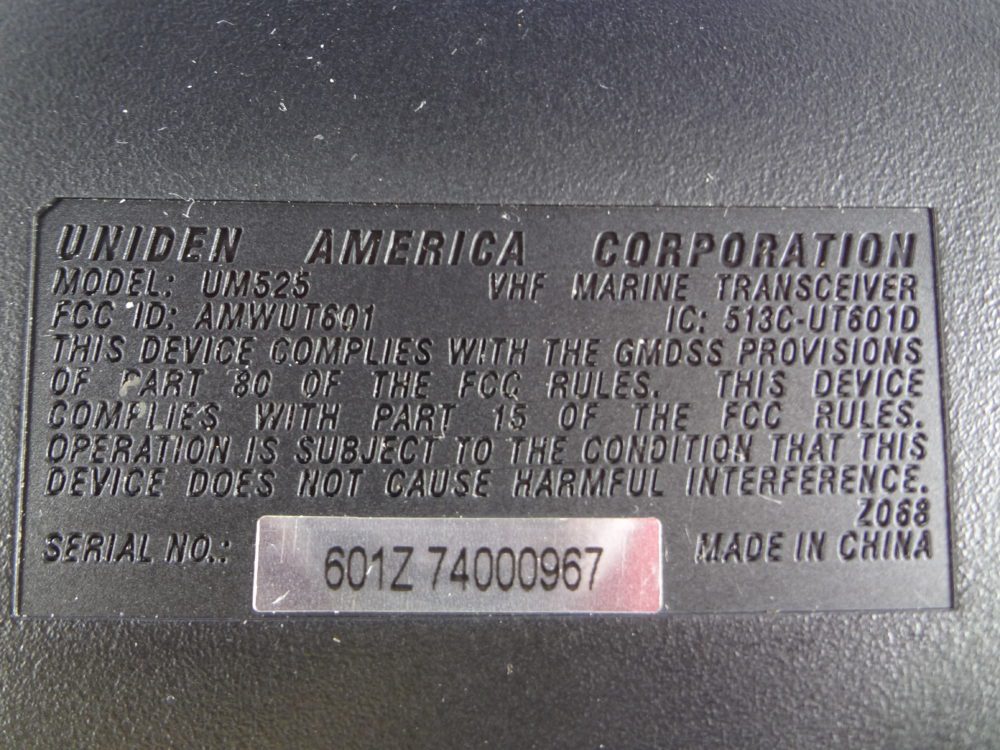 UNIDEN AMERICA CORPORATION
MODEL: UM525 VHF MARINE TRANSCEIVER
FCC ID: AMWUT601 IC: 513C-UT601D
THIS DEVICE COMPLIES WITH THE GMDSS PROVISIONS
OF PART 80 OF THE FCC RULES. THIS DEVICE
COMPLIES WITH PART 15 OF THE FCC RULES.
OPERATION IS SUBJECT TO THE CONDITION THAT THIS
DEVICE DOES NOT CAUSE HARMFUL INTERFERENCE.
Z068
SERIAL NO.: 601Z 74000967 MADE IN CHINA